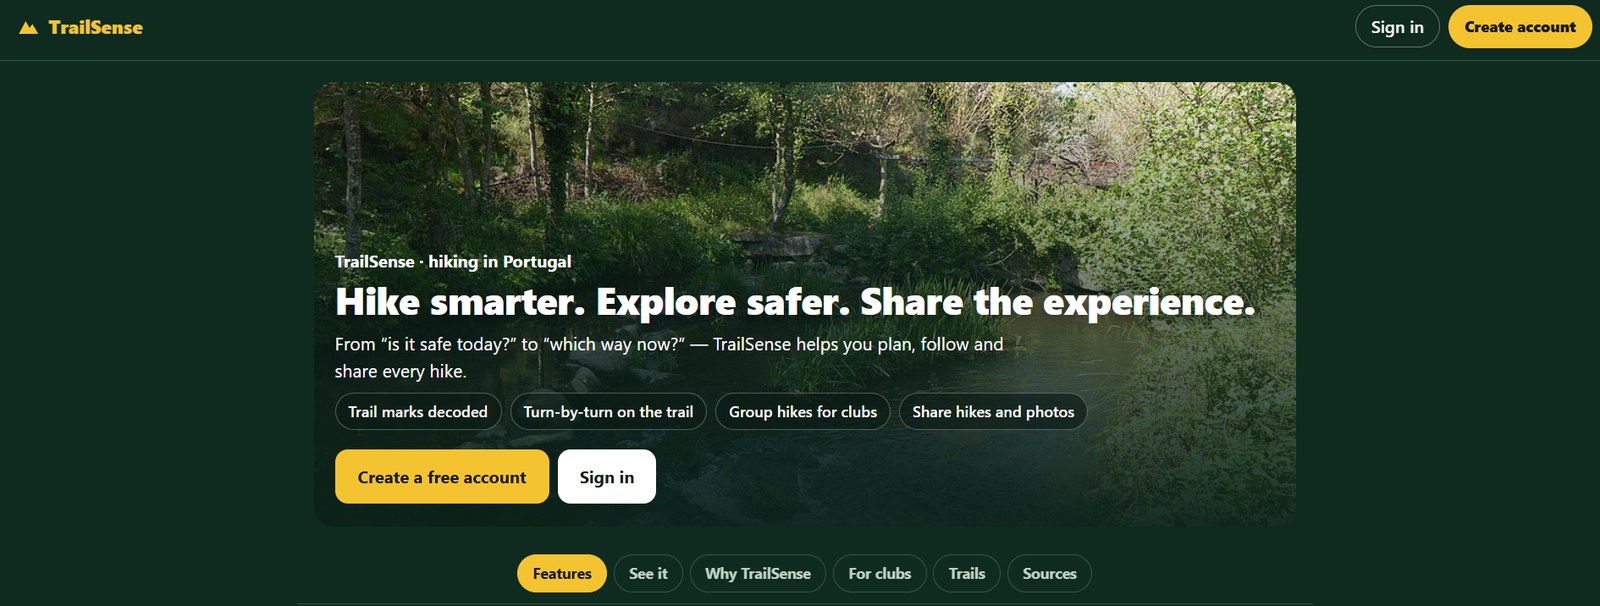 TrailSense
Sign in
Create account
TrailSense · hiking in Portugal
Hike smarter. Explore safer. Share the experience.
From “is it safe today?” to “which way now?” — TrailSense helps you plan, follow and
share every hike.
Trail marks decoded
Turn-by-turn on the trail
Group hikes for clubs
Share hikes and photos
Create a free account
Sign in
Features
See it
Why TrailSense
For clubs
Trails
Sources